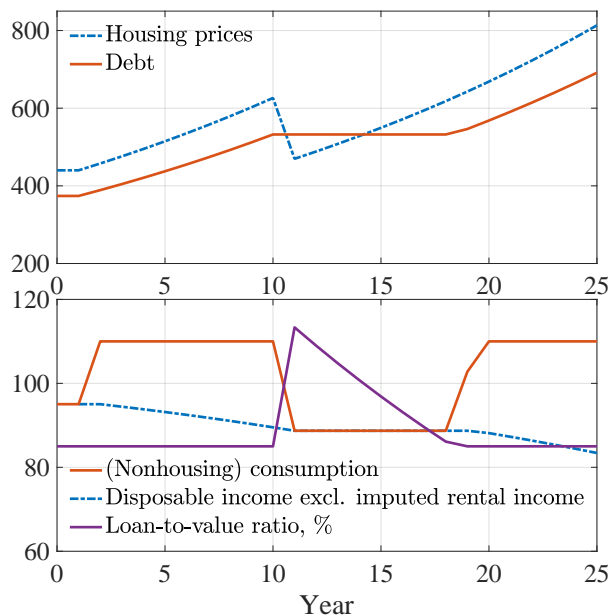 800
600
400
200
Housing prices
Debt
0 5 10 15 20 25
120
100
80
60
(Nonhousing) consumption
Disposable income excl. imputed rental income
Loan-to-value ratio, %
0 5 10 15 20 25
Year